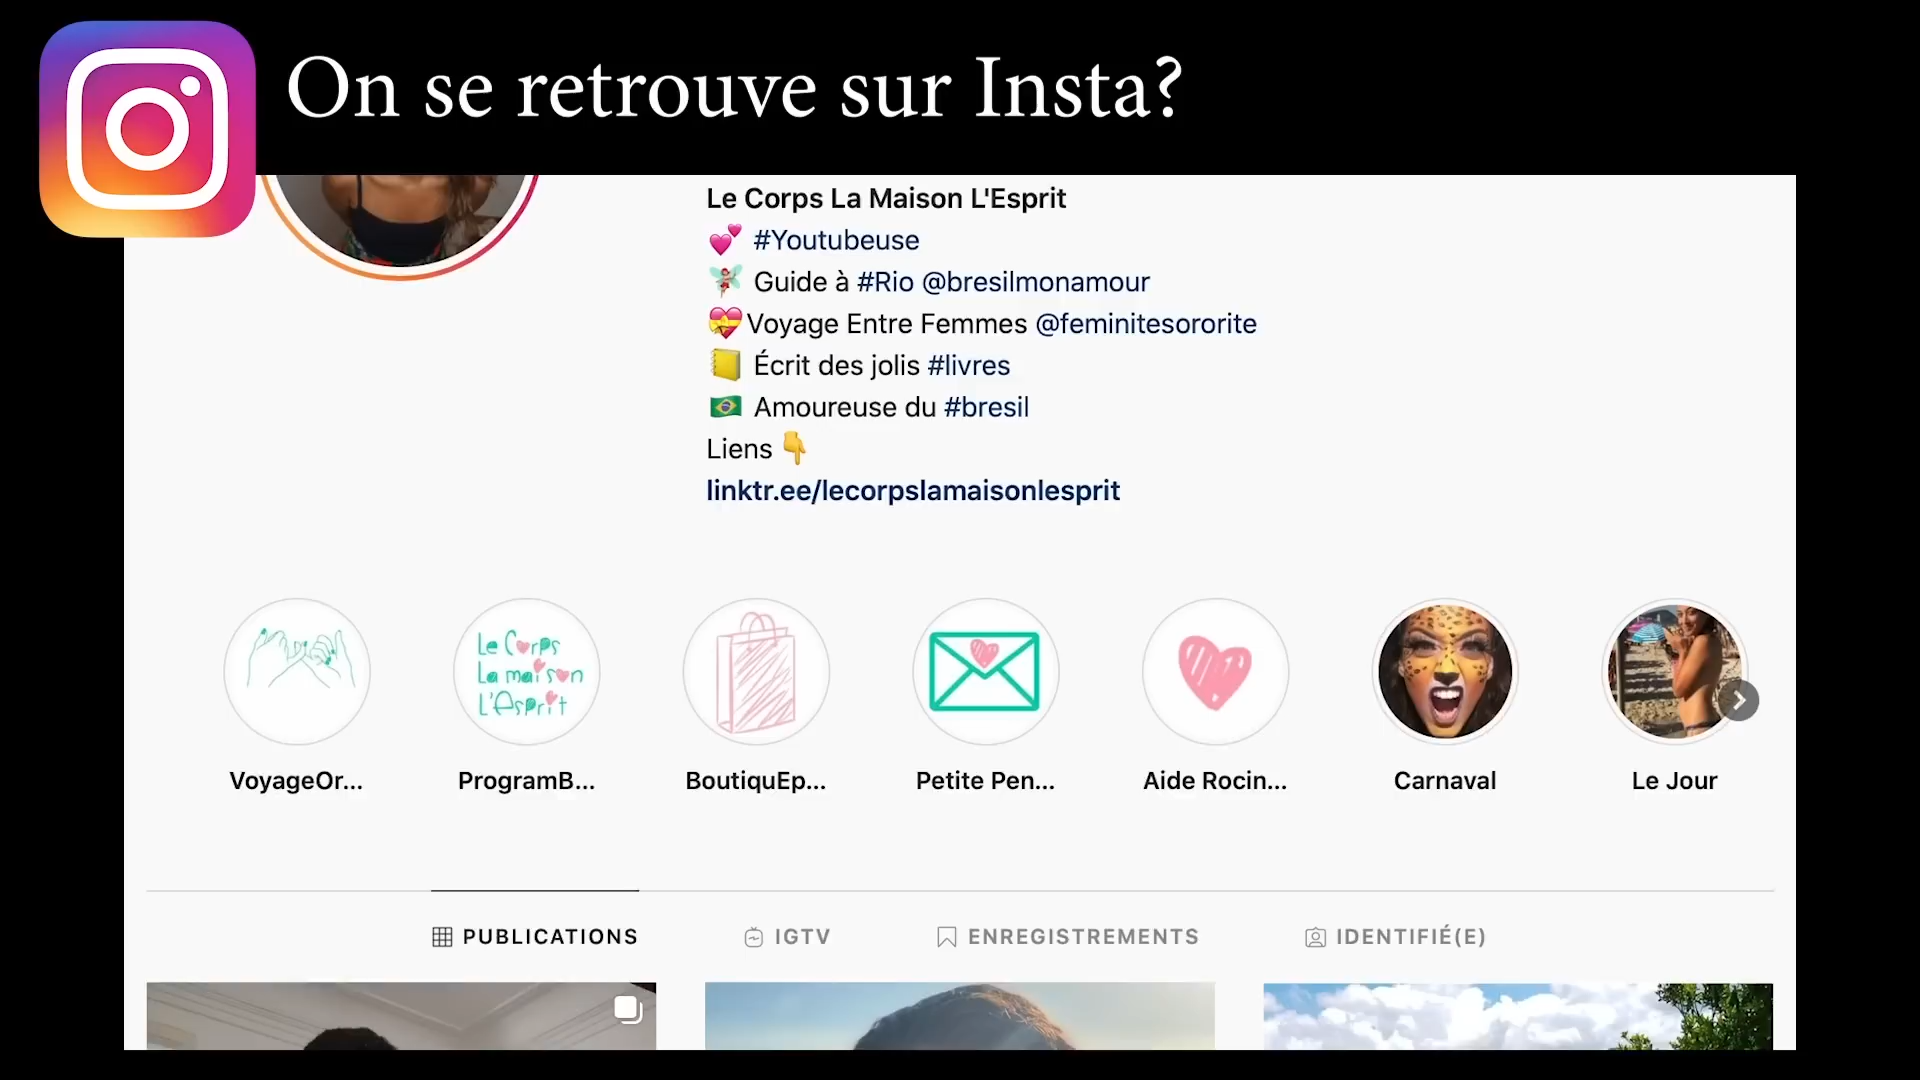 On se retrouve sur Insta?
Le Corps La Maison L'Esprit
💕 #Youtubeuse
🧚 Guide à #Rio @bresilmonamour
💝Voyage Entre Femmes @feminitesororite
📒 Écrit des jolis #livres
🇧🇷 Amoureuse du #bresil
Liens 👇
linktr.ee/lecorpslamaisonlesprit
Le Corps
La maison
L'Esprit
VoyageOr...
ProgramB...
BoutiquEp...
Petite Pen...
Aide Rocin...
Carnaval
Le Jour
PUBLICATIONS
IGTV
ENREGISTREMENTS
IDENTIFIÉ(E)